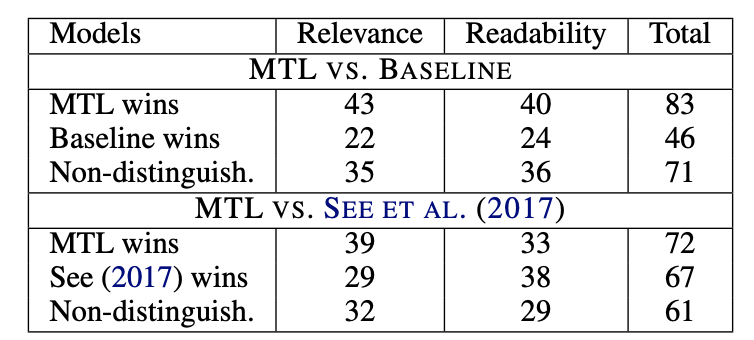 Models Relevance Readability Total
MTL VS. BASELINE
MTL wins 43 40 83
Baseline wins 22 24 46
Non-distinguish. 35 36 71
MTL VS. SEE ET AL. (2017)
MTL wins 39 33 72
See (2017) wins 29 38 67
Non-distinguish. 32 29 61